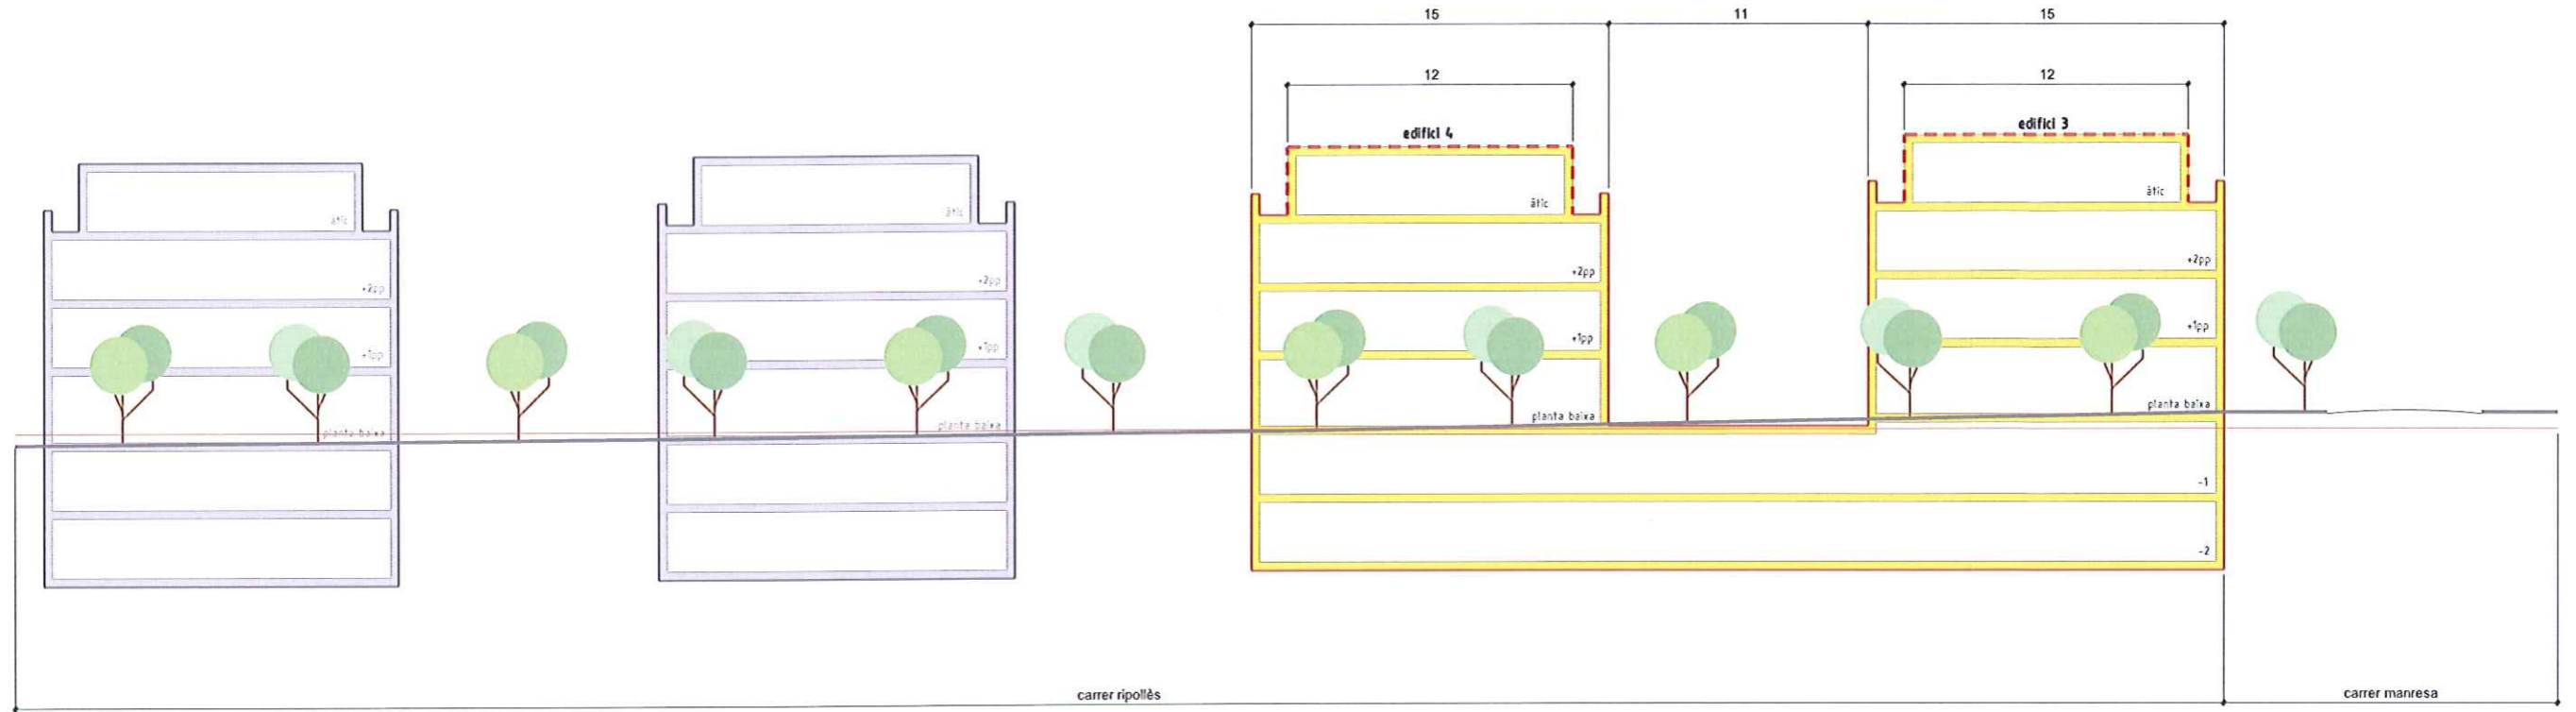 15
11
15
12
12
edifici 4
edifici 3
àtic
àtic
àtic
àtic
+2pp
+2pp
+2pp
+2pp
+1pp
+1pp
+1pp
+1pp
planta baixa
planta baixa
planta baixa
planta baixa
-1
-2
carrer ripollès
carrer manresa